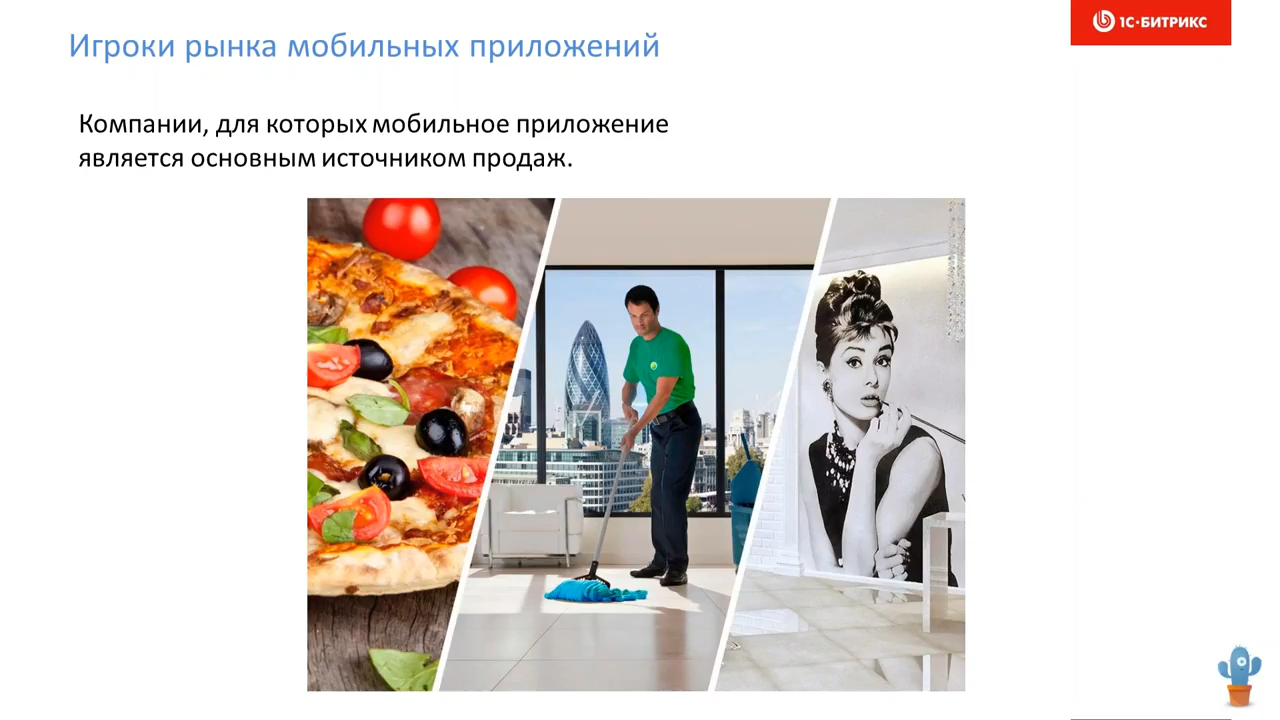 Игроки рынка мобильных приложений
1С·БИТРИКС
Компании, для которых мобильное приложение
является основным источником продаж.